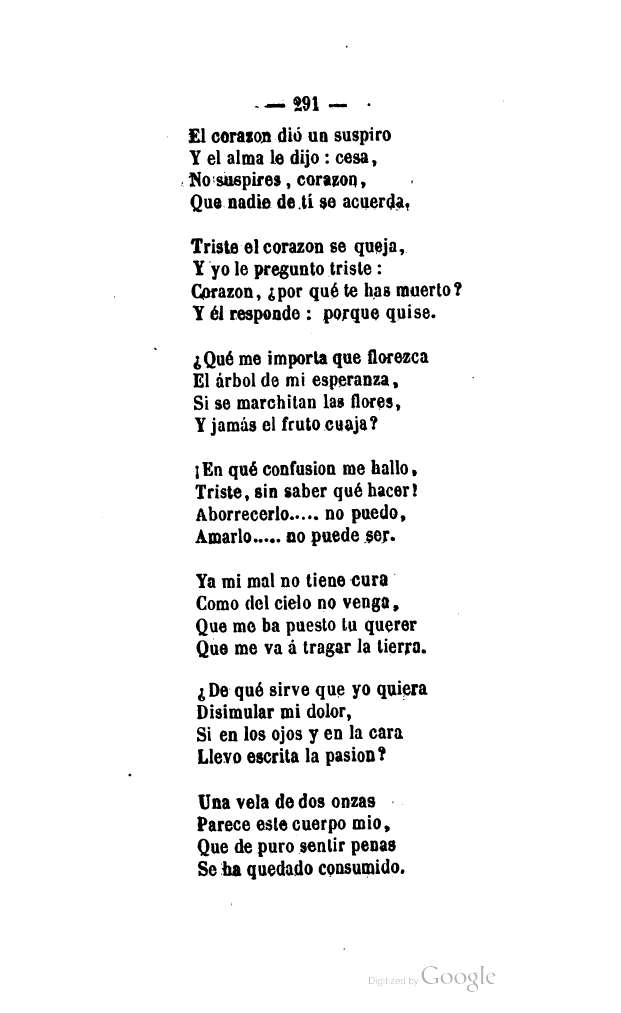 — 291 —
El corazon dió un suspiro
Y el alma le dijo : cesa,
No suspires, corazon,
Que nadie de tí se acuerda.
Triste el corazon se queja,
Y yo le pregunto triste :
Corazon, ¿por qué te has muerto?
Y él responde : porque quise.
¿Qué me importa que florezca
El árbol de mi esperanza,
Si se marchitan las flores,
Y jamás el fruto cuaja?
¡En qué confusion me hallo,
Triste, sin saber qué hacer!
Aborrecerlo..... no puedo,
Amarlo..... no puede ser.
Ya mi mal no tiene cura
Como del cielo no venga,
Que me ha puesto tu querer
Que me va á tragar la tierra.
¿De qué sirve que yo quiera
Disimular mi dolor,
Si en los ojos y en la cara
Llevo escrita la pasion?
Una vela de dos onzas
Parece este cuerpo mio,
Que de puro sentir penas
Se ha quedado consumido.
Digitized by Google